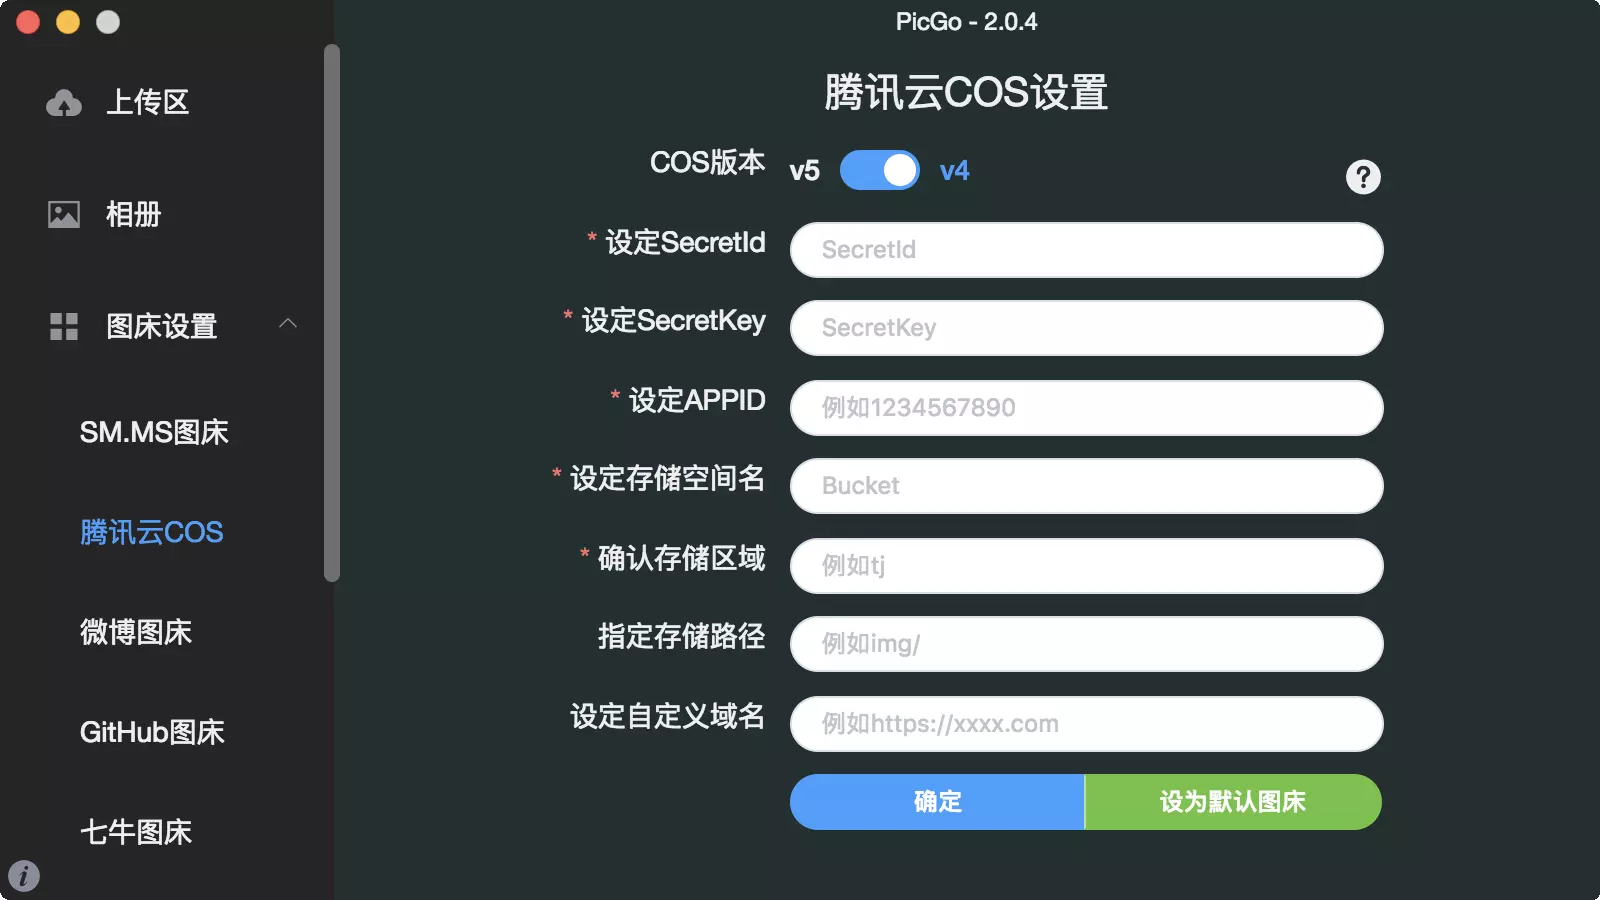 PicGo - 2.0.4
上传区
相册
图床设置
SM.MS图床
腾讯云COS
微博图床
GitHub图床
七牛图床
腾讯云COS设置
COS版本 v5 v4
* 设定SecretId SecretId
* 设定SecretKey SecretKey
* 设定APPID 例如1234567890
* 设定存储空间名 Bucket
* 确认存储区域 例如tj
指定存储路径 例如img/
设定自定义域名 例如https://xxxx.com
确定 设为默认图床